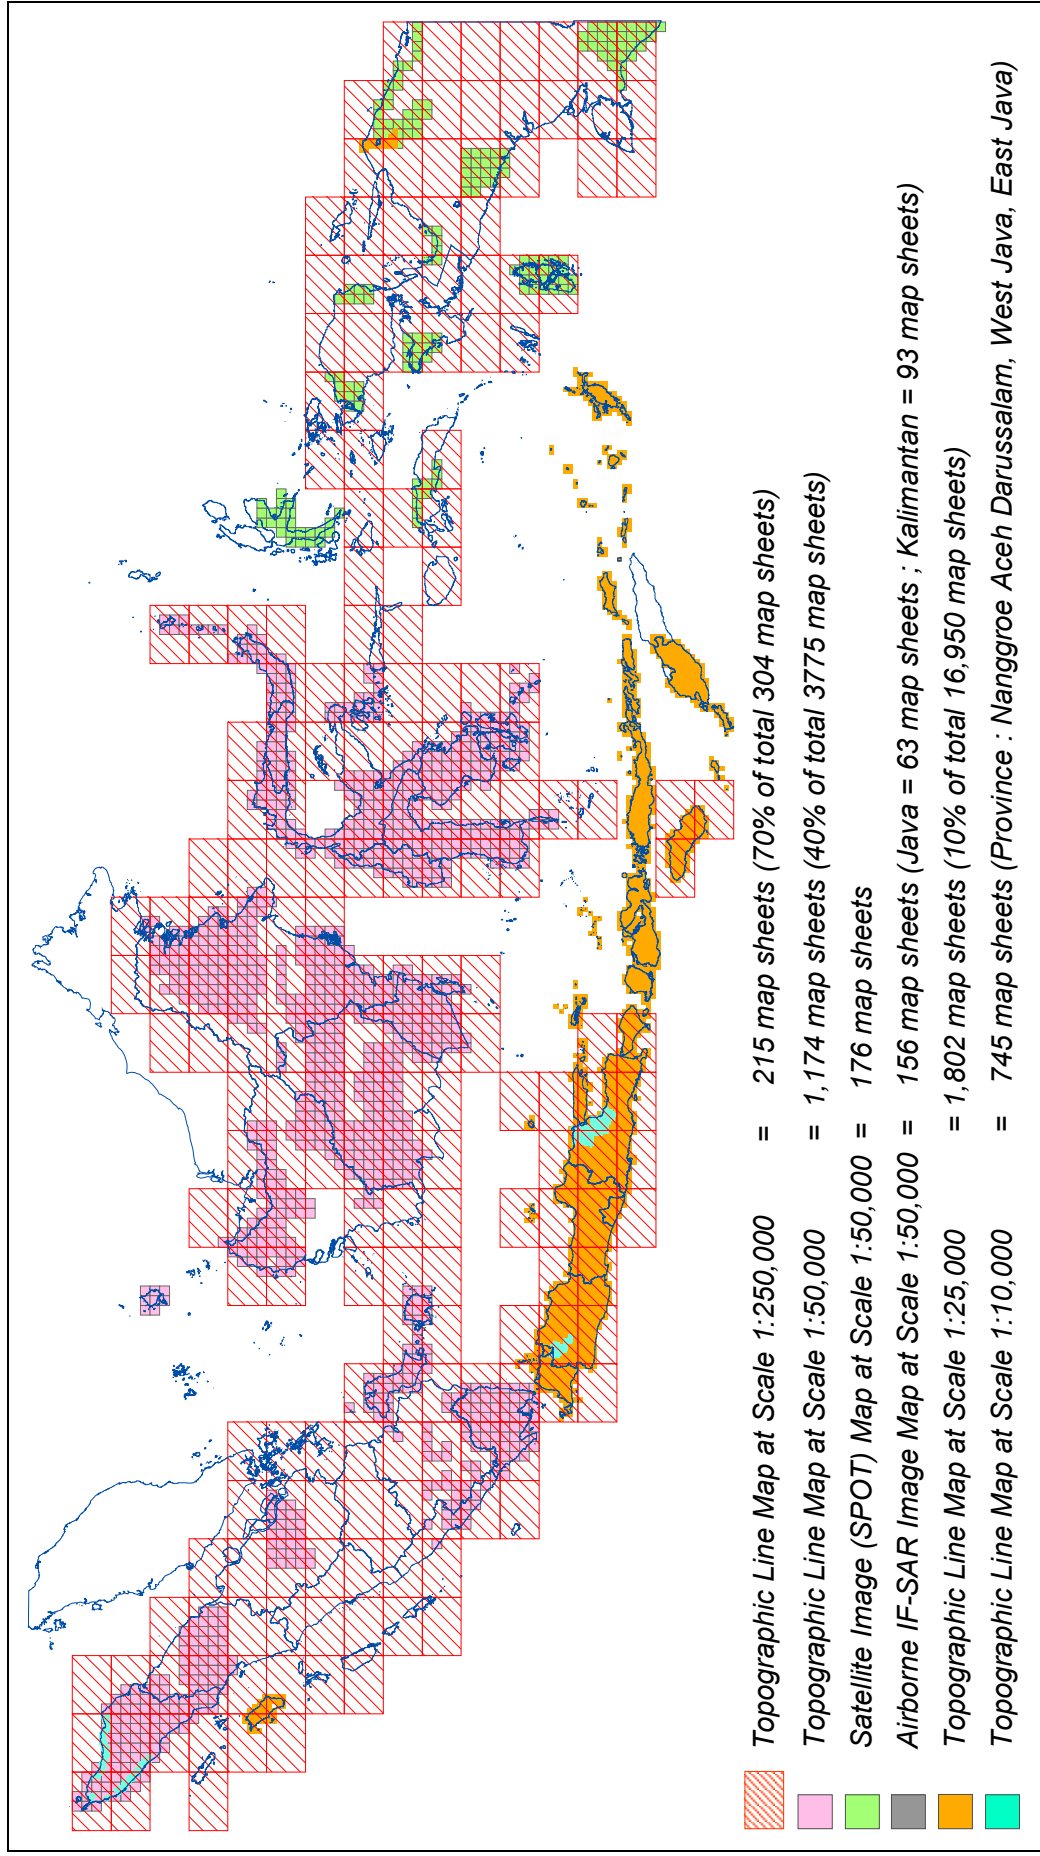 Topographic Line Map at Scale 1:250,000 = 215 map sheets (70% of total 304 map sheets)
Topographic Line Map at Scale 1:50,000 = 1,174 map sheets (40% of total 3775 map sheets)
Satellite Image (SPOT) Map at Scale 1:50,000 = 176 map sheets
Airborne IF-SAR Image Map at Scale 1:50,000 = 156 map sheets (Java = 63 map sheets ; Kalimantan = 93 map sheets)
Topographic Line Map at Scale 1:25,000 = 1,802 map sheets (10% of total 16,950 map sheets)
Topographic Line Map at Scale 1:10,000 = 745 map sheets (Province : Nanggroe Aceh Darussalam, West Java, East Java)